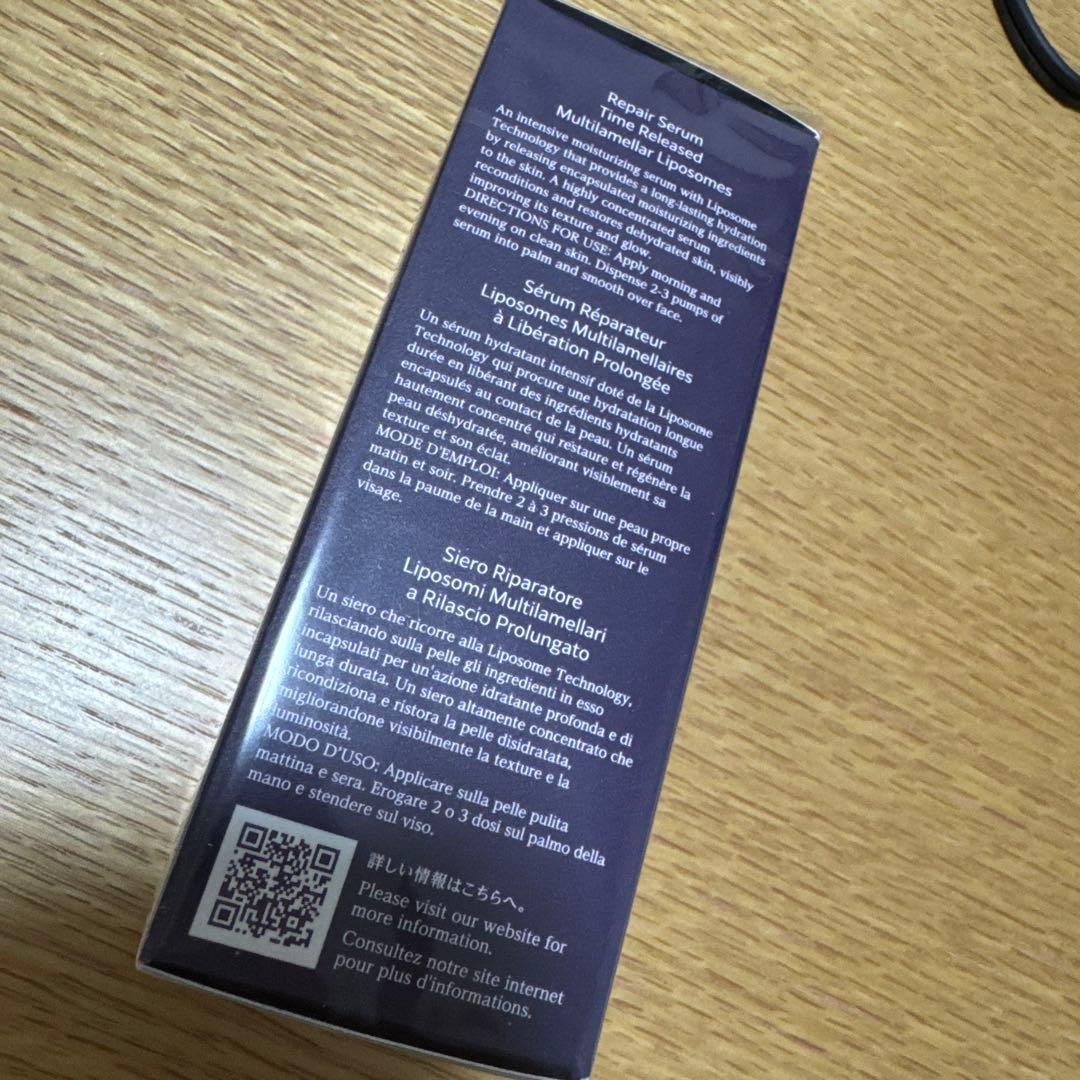 Repair Serum
Time Released
Multilamellar Liposomes
An intensive moisturizing serum with Liposome
Technology that provides a long-lasting hydration
by releasing encapsulated moisturizing ingredients
to the skin. A highly concentrated serum
reconditions and restores dehydrated skin, visibly
improving its texture and glow.
DIRECTIONS FOR USE: Apply morning and
evening on clean skin. Dispense 2-3 pumps of
serum into palm and smooth over face.
Sérum Réparateur
Liposomes Multilamellaires
à Libération Prolongée
Un sérum hydratant intensif doté de la Liposome
Technology qui procure une hydratation longue
durée en libérant des ingrédients hydratants
encapsulés au contact de la peau. Un sérum
hautement concentré qui restaure et régénère la
peau déshydratée, améliorant visiblement sa
texture et son éclat.
MODE D'EMPLOI: Appliquer sur une peau propre
matin et soir. Prendre 2 à 3 pressions de sérum
dans la paume de la main et appliquer sur le
visage.
Siero Riparatore
Liposomi Multilamellari
a Rilascio Prolungato
Un siero che ricorre alla Liposome Technology,
rilasciando sulla pelle gli ingredienti in esso
incapsulati per un'azione idratante profonda e di
lunga durata. Un siero altamente concentrato che
ricondiziona e ristora la pelle disidratata,
migliorandone visibilmente la texture e la
luminosità.
MODO D'USO: Applicare sulla pelle pulita
mattina e sera. Erogare 2 o 3 dosi sul palmo della
mano e stendere sul viso.
詳しい情報はこちらへ。
Please visit our website for
more information.
Consultez notre site internet
pour plus d'informations.